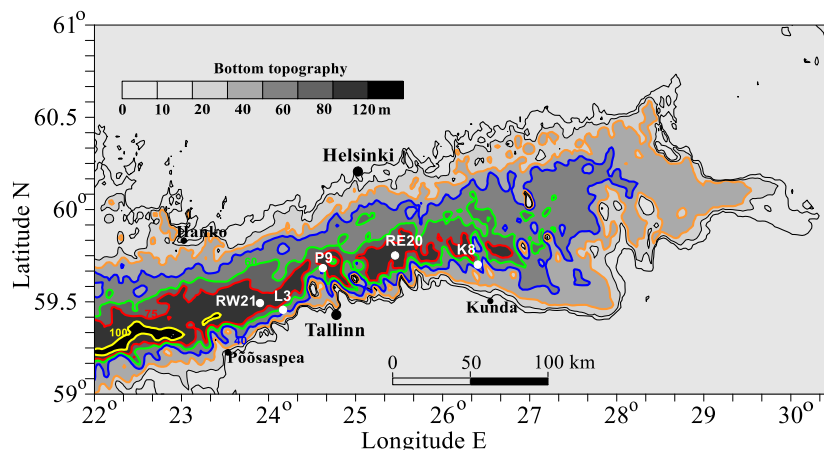 61°
60.5
60°
59.5
59°
Latitude N
Bottom topography
0 10 20 40 60 80 120 m
Helsinki
Hanko
P9
RE20
K8
RW21
L3
75
100
40
Tallinn
Kunda
Põõsaspea
0 50 100 km
22° 23° 24° 25° 26° 27° 28° 29° 30°
Longitude E